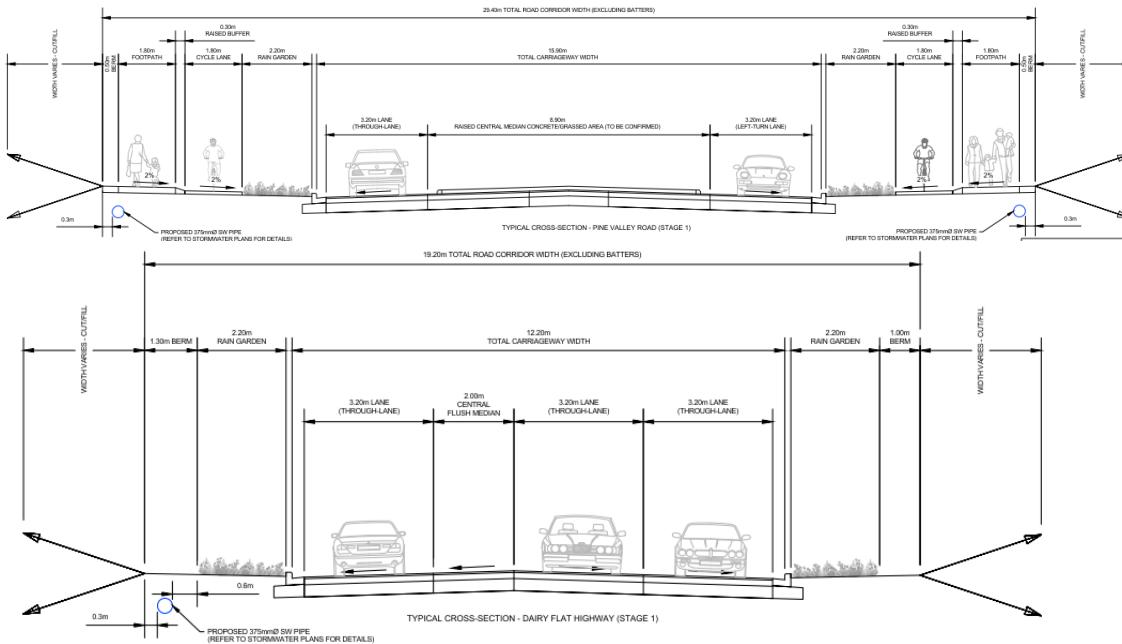 29.40m TOTAL ROAD CORRIDOR WIDTH (EXCLUDING BATTERS)
WIDTH VARIES - CUT/FILL
0.50m
BERM
1.80m
FOOTPATH
0.30m
RAISED BUFFER
1.80m
CYCLE LANE
2.20m
RAIN GARDEN
15.90m
TOTAL CARRIAGEWAY WIDTH
2.20m
RAIN GARDEN
1.80m
CYCLE LANE
0.30m
RAISED BUFFER
1.80m
FOOTPATH
0.50m
BERM
WIDTH VARIES - CUT/FILL
3.20m LANE
(THROUGH-LANE)
8.90m
RAISED CENTRAL MEDIAN CONCRETE/GRASSED AREA (TO BE CONFIRMED)
3.20m LANE
(LEFT-TURN LANE)
2%
2%
2%
2%
0.3m
PROPOSED 375mmØ SW PIPE
(REFER TO STORMWATER PLANS FOR DETAILS)
TYPICAL CROSS-SECTION - PINE VALLEY ROAD (STAGE 1)
PROPOSED 375mmØ SW PIPE
(REFER TO STORMWATER PLANS FOR DETAILS)
0.3m
19.20m TOTAL ROAD CORRIDOR WIDTH (EXCLUDING BATTERS)
WIDTH VARIES - CUT/FILL
1.30m BERM
2.20m
RAIN GARDEN
12.20m
TOTAL CARRIAGEWAY WIDTH
2.20m
RAIN GARDEN
1.00m
BERM
WIDTH VARIES - CUT/FILL
3.20m LANE
(THROUGH-LANE)
2.00m
CENTRAL
FLUSH MEDIAN
3.20m LANE
(THROUGH-LANE)
3.20m LANE
(THROUGH-LANE)
0.6m
0.3m
PROPOSED 375mmØ SW PIPE
(REFER TO STORMWATER PLANS FOR DETAILS)
TYPICAL CROSS-SECTION - DAIRY FLAT HIGHWAY (STAGE 1)